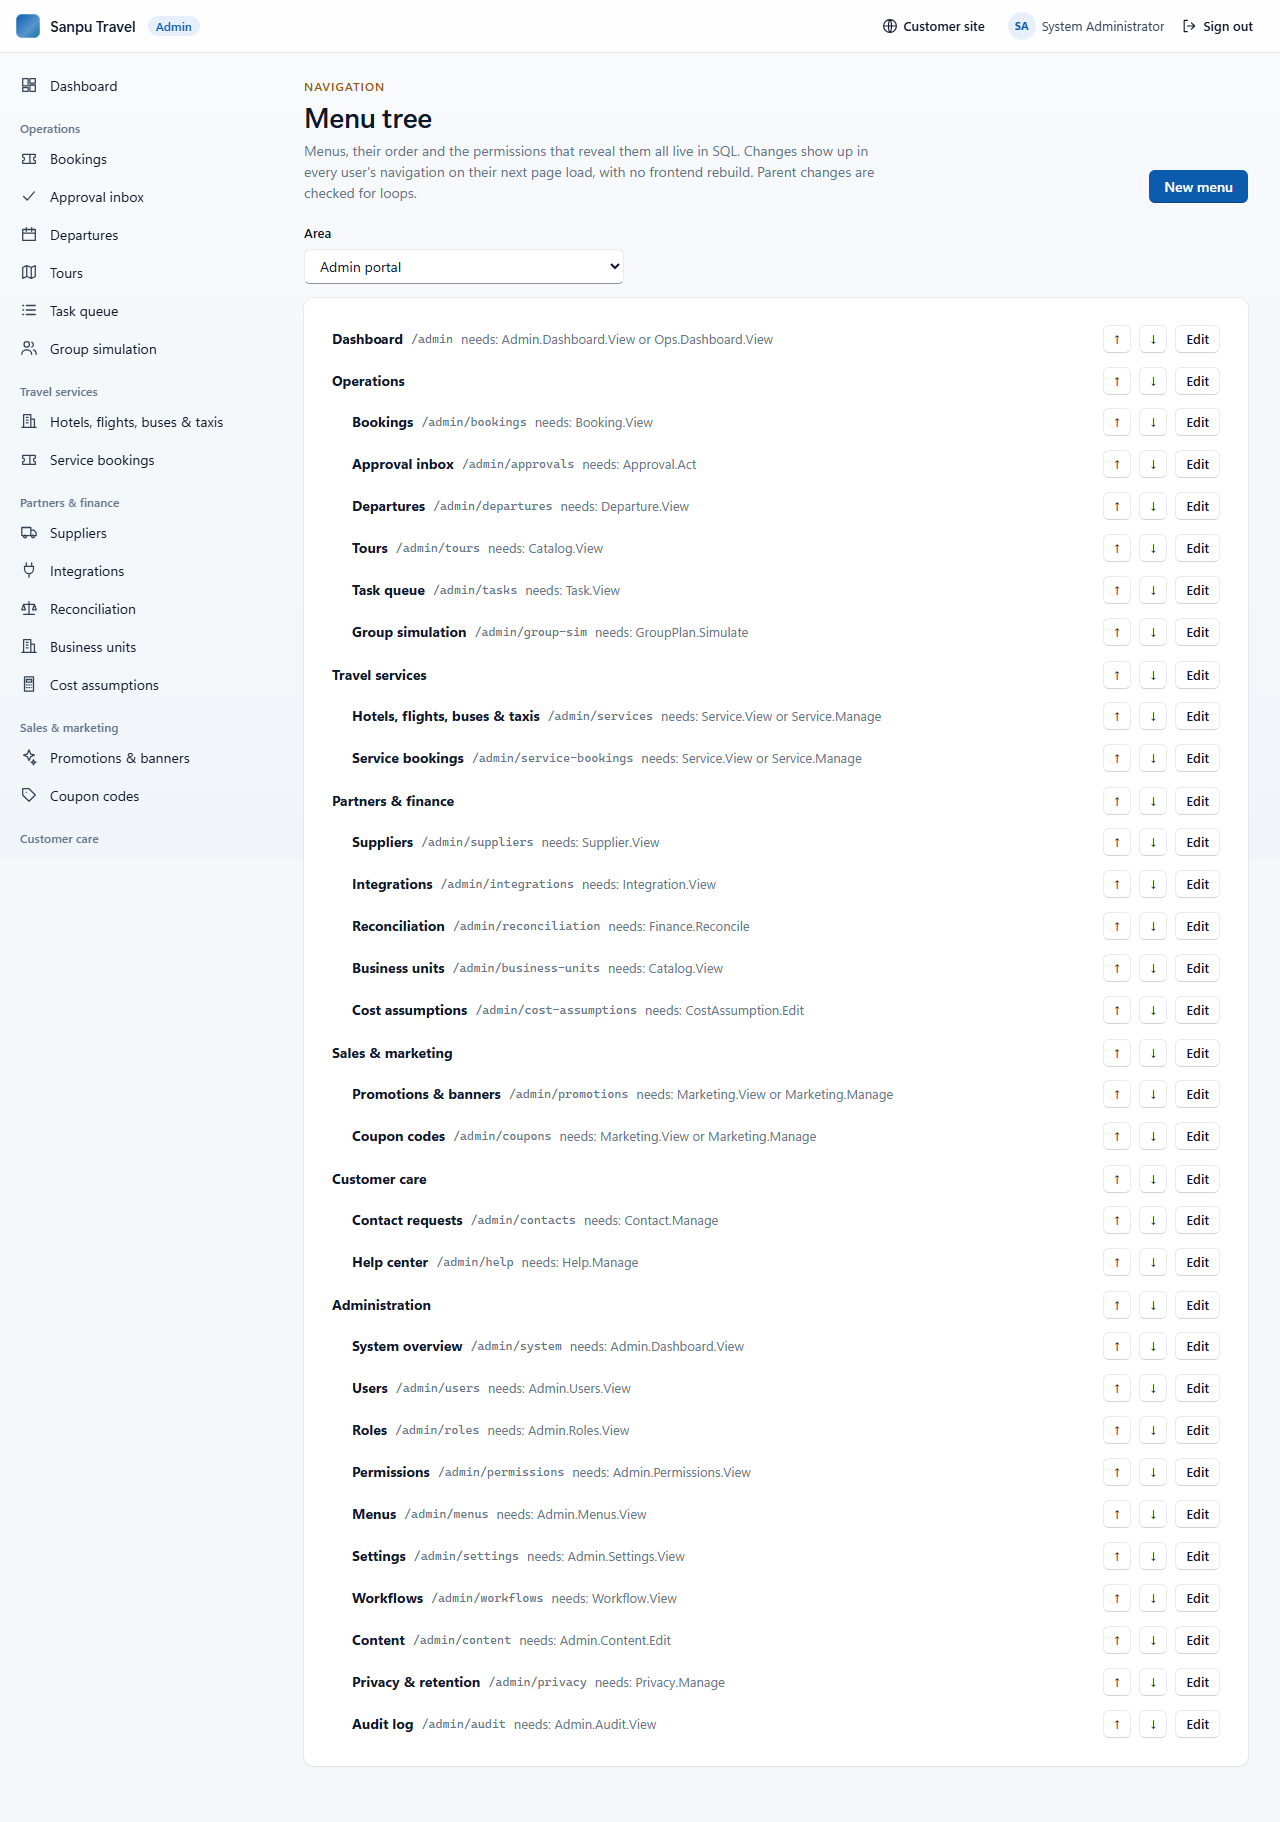 Sanpu Travel Admin Customer site SA System Administrator Sign out
Dashboard
Operations
Bookings
Approval inbox
Departures
Tours
Task queue
Group simulation
Travel services
Hotels, flights, buses & taxis
Service bookings
Partners & finance
Suppliers
Integrations
Reconciliation
Business units
Cost assumptions
Sales & marketing
Promotions & banners
Coupon codes
Customer care
NAVIGATION
Menu tree
Menus, their order and the permissions that reveal them all live in SQL. Changes show up in
every user's navigation on their next page load, with no frontend rebuild. Parent changes are
checked for loops.
New menu
Area
Admin portal
Dashboard /admin needs: Admin.Dashboard.View or Ops.Dashboard.View ↑ ↓ Edit
Operations ↑ ↓ Edit
Bookings /admin/bookings needs: Booking.View ↑ ↓ Edit
Approval inbox /admin/approvals needs: Approval.Act ↑ ↓ Edit
Departures /admin/departures needs: Departure.View ↑ ↓ Edit
Tours /admin/tours needs: Catalog.View ↑ ↓ Edit
Task queue /admin/tasks needs: Task.View ↑ ↓ Edit
Group simulation /admin/group-sim needs: GroupPlan.Simulate ↑ ↓ Edit
Travel services ↑ ↓ Edit
Hotels, flights, buses & taxis /admin/services needs: Service.View or Service.Manage ↑ ↓ Edit
Service bookings /admin/service-bookings needs: Service.View or Service.Manage ↑ ↓ Edit
Partners & finance ↑ ↓ Edit
Suppliers /admin/suppliers needs: Supplier.View ↑ ↓ Edit
Integrations /admin/integrations needs: Integration.View ↑ ↓ Edit
Reconciliation /admin/reconciliation needs: Finance.Reconcile ↑ ↓ Edit
Business units /admin/business-units needs: Catalog.View ↑ ↓ Edit
Cost assumptions /admin/cost-assumptions needs: CostAssumption.Edit ↑ ↓ Edit
Sales & marketing ↑ ↓ Edit
Promotions & banners /admin/promotions needs: Marketing.View or Marketing.Manage ↑ ↓ Edit
Coupon codes /admin/coupons needs: Marketing.View or Marketing.Manage ↑ ↓ Edit
Customer care ↑ ↓ Edit
Contact requests /admin/contacts needs: Contact.Manage ↑ ↓ Edit
Help center /admin/help needs: Help.Manage ↑ ↓ Edit
Administration ↑ ↓ Edit
System overview /admin/system needs: Admin.Dashboard.View ↑ ↓ Edit
Users /admin/users needs: Admin.Users.View ↑ ↓ Edit
Roles /admin/roles needs: Admin.Roles.View ↑ ↓ Edit
Permissions /admin/permissions needs: Admin.Permissions.View ↑ ↓ Edit
Menus /admin/menus needs: Admin.Menus.View ↑ ↓ Edit
Settings /admin/settings needs: Admin.Settings.View ↑ ↓ Edit
Workflows /admin/workflows needs: Workflow.View ↑ ↓ Edit
Content /admin/content needs: Admin.Content.Edit ↑ ↓ Edit
Privacy & retention /admin/privacy needs: Privacy.Manage ↑ ↓ Edit
Audit log /admin/audit needs: Admin.Audit.View ↑ ↓ Edit